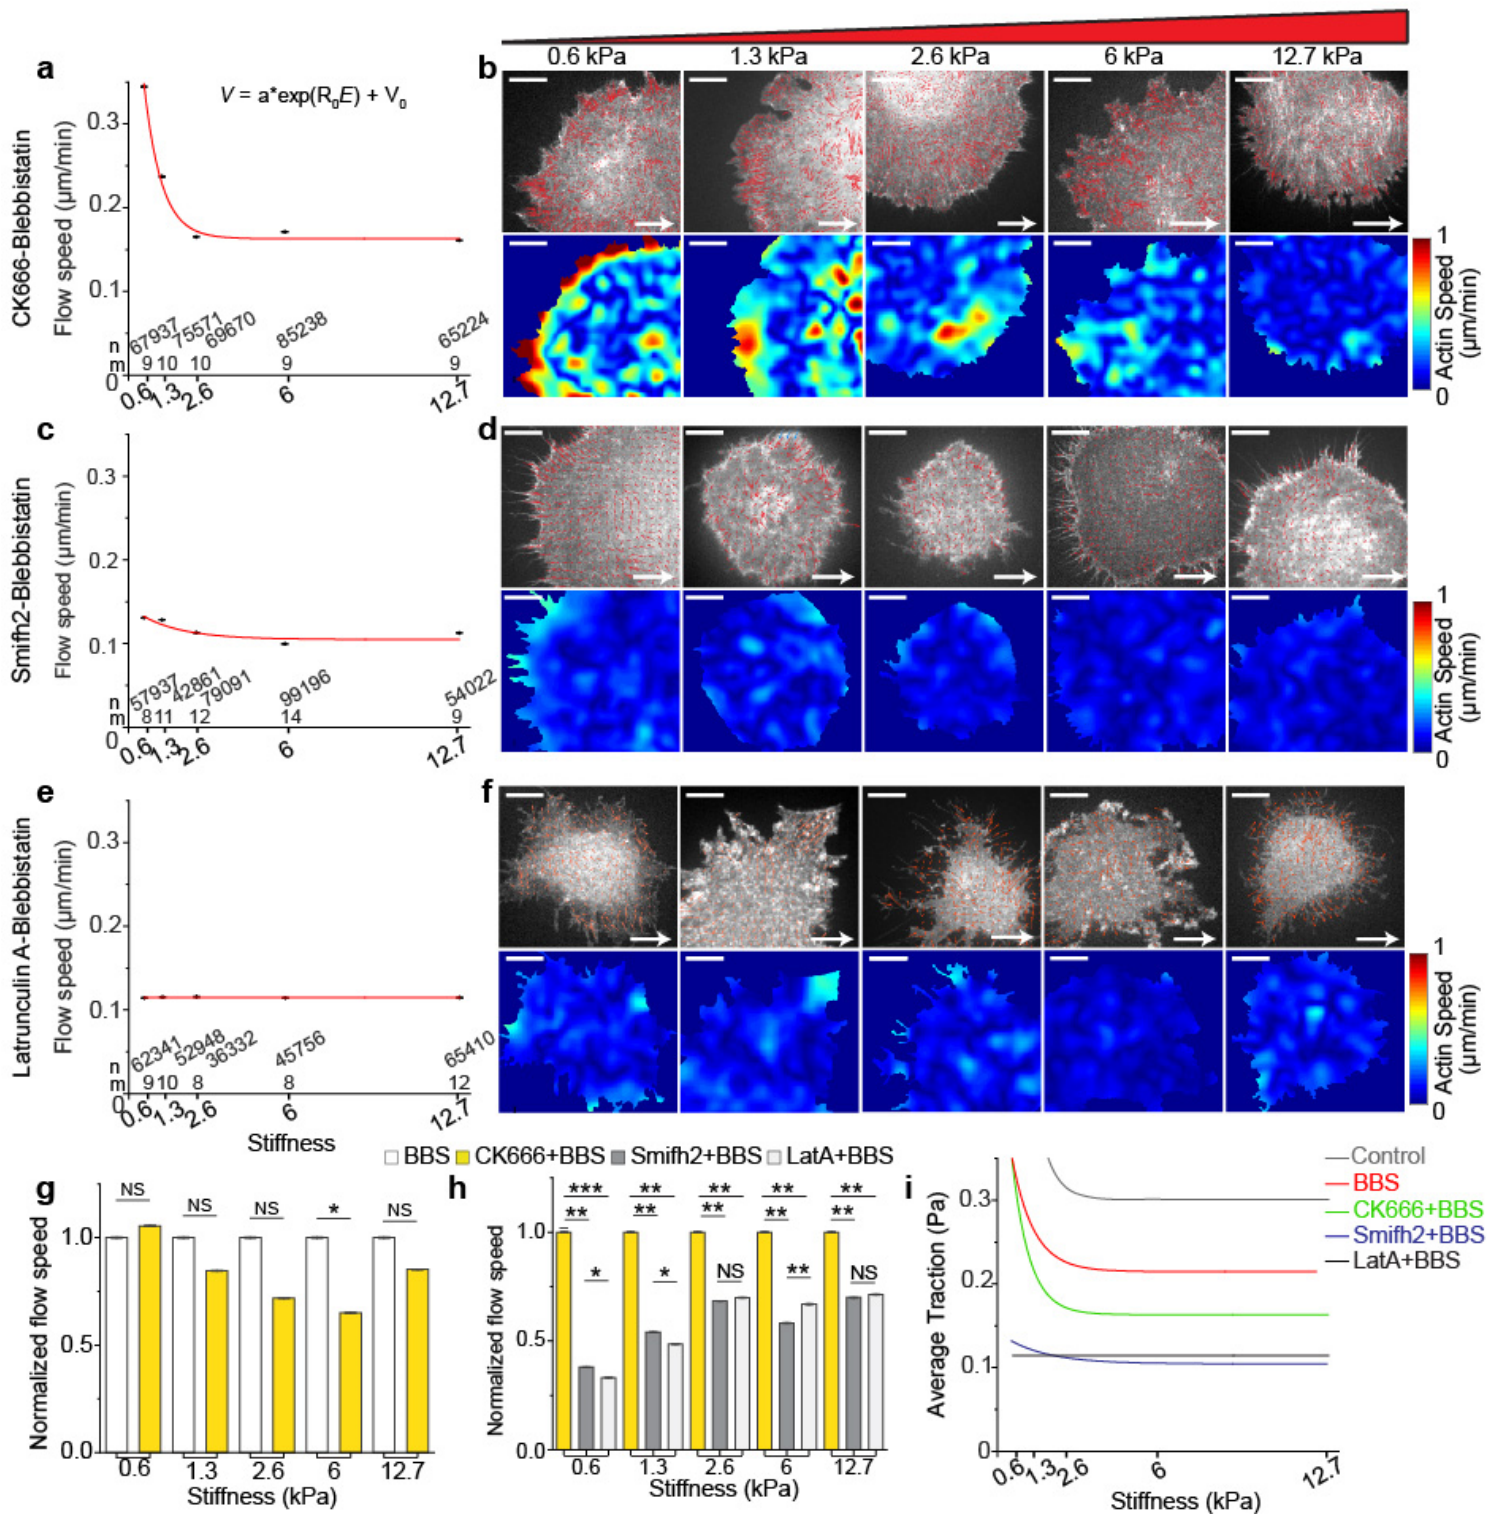 0.6 kPa 1.3 kPa 2.6 kPa 6 kPa 12.7 kPa
a
CK666-Blebbistatin
Flow speed (µm/min)
V = a*exp(R₀E) + V₀
0.3
0.2
0.1
0
n 67937 75571 69670 85238 65224
m 9 10 10 9 9
0.6 1.3 2.6 6 12.7
b
1
Actin Speed
(µm/min)
0
c
Smifh2-Blebbistatin
Flow speed (µm/min)
0.3
0.2
0.1
0
n 57937 42861 79091 99196 54022
m 8 11 12 14 9
0.6 1.3 2.6 6 12.7
d
1
Actin Speed
(µm/min)
0
e
Latrunculin A-Blebbistatin
Flow speed (µm/min)
0.3
0.2
0.1
0
n 62341 52948 36332 45756 65410
m 9 10 8 8 12
0.6 1.3 2.6 6 12.7
Stiffness
f
1
Actin Speed
(µm/min)
0
BBS CK666+BBS Smifh2+BBS LatA+BBS
g
Normalized flow speed
1.0
0.5
0.0
NS NS NS * NS
0.6 1.3 2.6 6 12.7
Stiffness (kPa)
h
Normalized flow speed
1.0
0.5
0.0
*** ** ** ** **
** ** ** ** **
* * NS ** NS
0.6 1.3 2.6 6 12.7
Stiffness (kPa)
i
Average Traction (Pa)
0.3
0.2
0.1
0
Control
BBS
CK666+BBS
Smifh2+BBS
LatA+BBS
0.6 1.3 2.6 6 12.7
Stiffness (kPa)